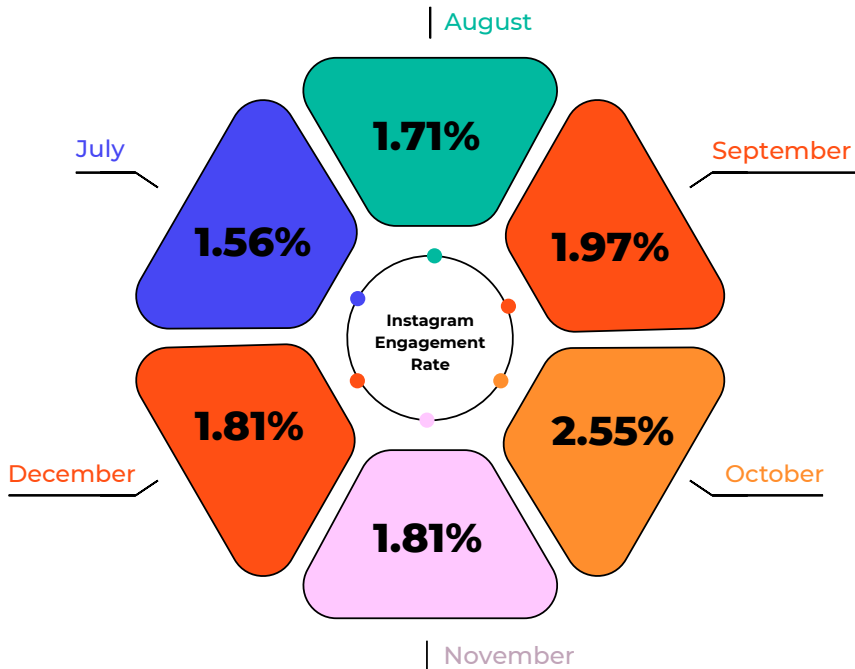 August
1.71%
July
1.56%
September
1.97%
Instagram
Engagement
Rate
December
1.81%
October
2.55%
1.81%
November